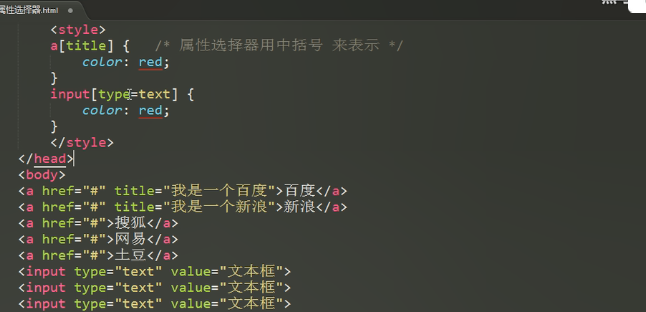 属性选择器.html
<style>
a[title] { /* 属性选择器用中括号 来表示 */
color: red;
}
input[type=text] {
color: red;
}
</style>
</head>
<body>
<a href="#" title="我是一个百度">百度</a>
<a href="#" title="我是一个新浪">新浪</a>
<a href="#">搜狐</a>
<a href="#">网易</a>
<a href="#">土豆</a>
<input type="text" value="文本框">
<input type="text" value="文本框">
<input type="text" value="文本框">